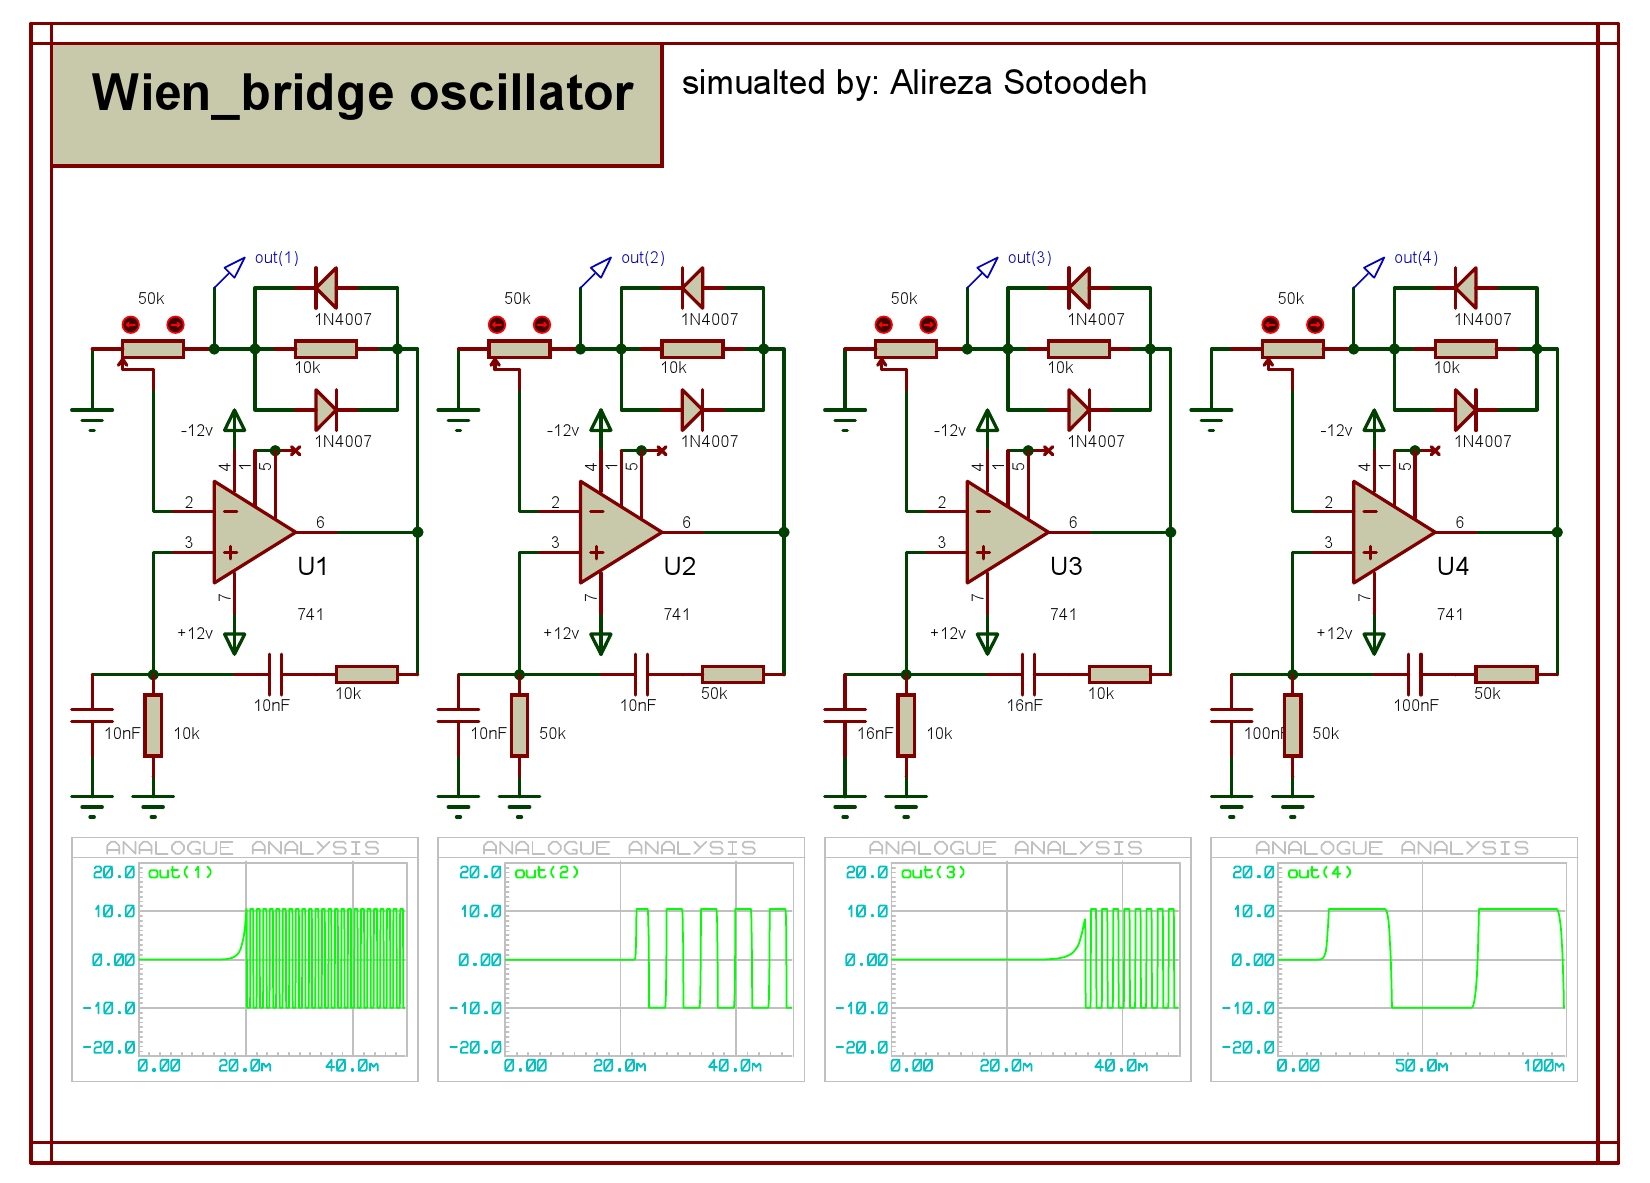 Wien_bridge oscillator
simualted by: Alireza Sotoodeh
out(1)
50k
1N4007
10k
1N4007
-12v
4
1
5
2
3
6
7
U1
741
+12v
10nF
10k
10nF
10k
out(2)
50k
1N4007
10k
1N4007
-12v
4
1
5
2
3
6
7
U2
741
+12v
10nF
50k
10nF
50k
out(3)
50k
1N4007
10k
1N4007
-12v
4
1
5
2
3
6
7
U3
741
+12v
16nF
10k
16nF
10k
out(4)
50k
1N4007
10k
1N4007
-12v
4
1
5
2
3
6
7
U4
741
+12v
100nF
50k
100nF
50k
ANALOGUE ANALYSIS
out(1)
20.0
10.0
0.00
-10.0
-20.0
0.00 20.0m 40.0m
ANALOGUE ANALYSIS
out(2)
20.0
10.0
0.00
-10.0
-20.0
0.00 20.0m 40.0m
ANALOGUE ANALYSIS
out(3)
20.0
10.0
0.00
-10.0
-20.0
0.00 20.0m 40.0m
ANALOGUE ANALYSIS
out(4)
20.0
10.0
0.00
-10.0
-20.0
0.00 50.0m 100m